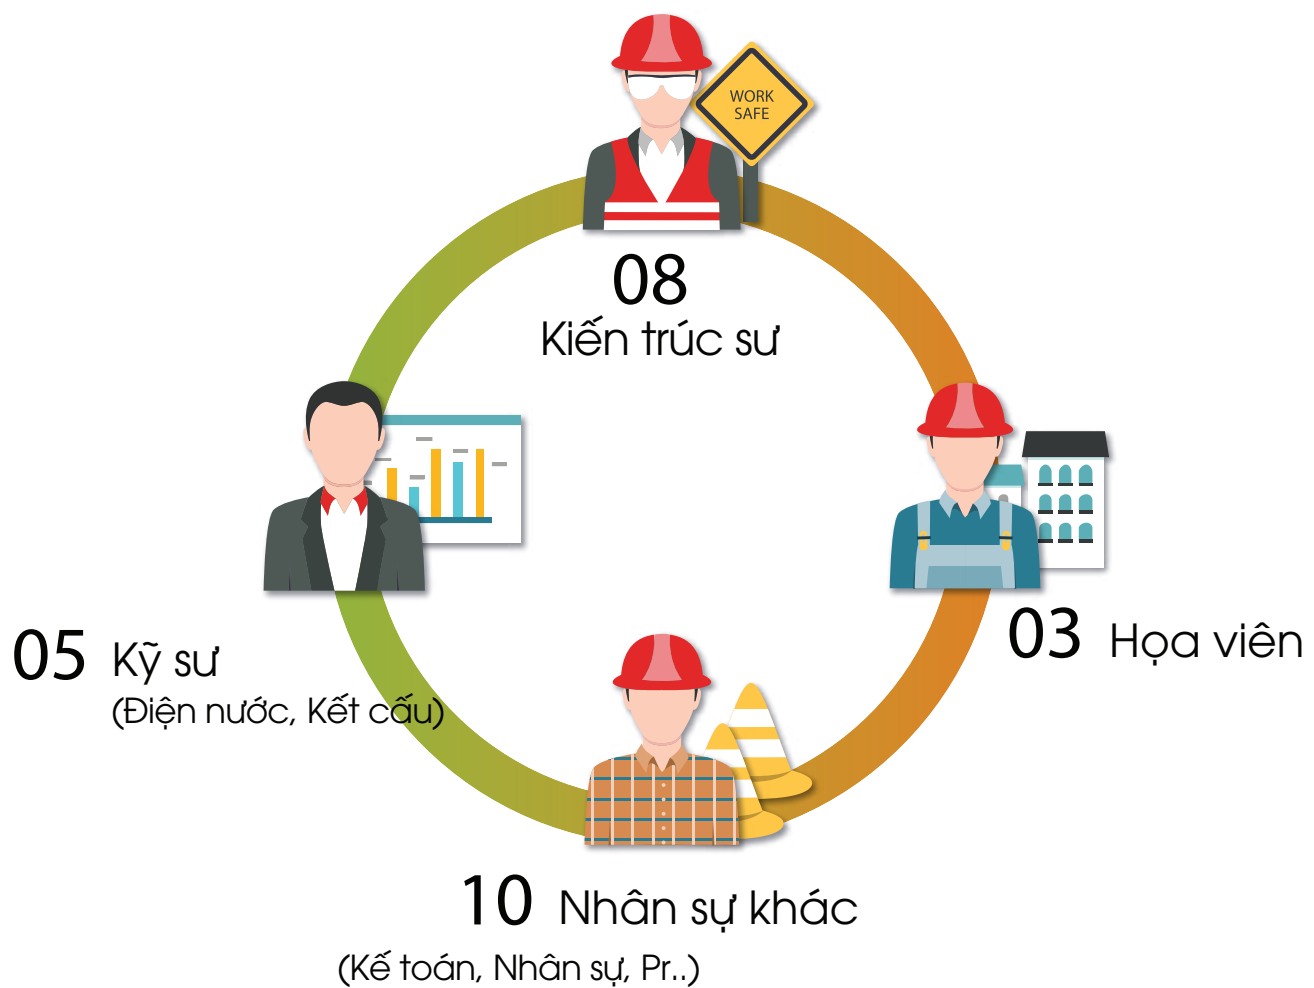 WORK
SAFE
08
Kiến trúc sư
05 Kỹ sư
(Điện nước, Kết cấu)
03 Họa viên
10 Nhân sự khác
(Kế toán, Nhân sự, Pr..)